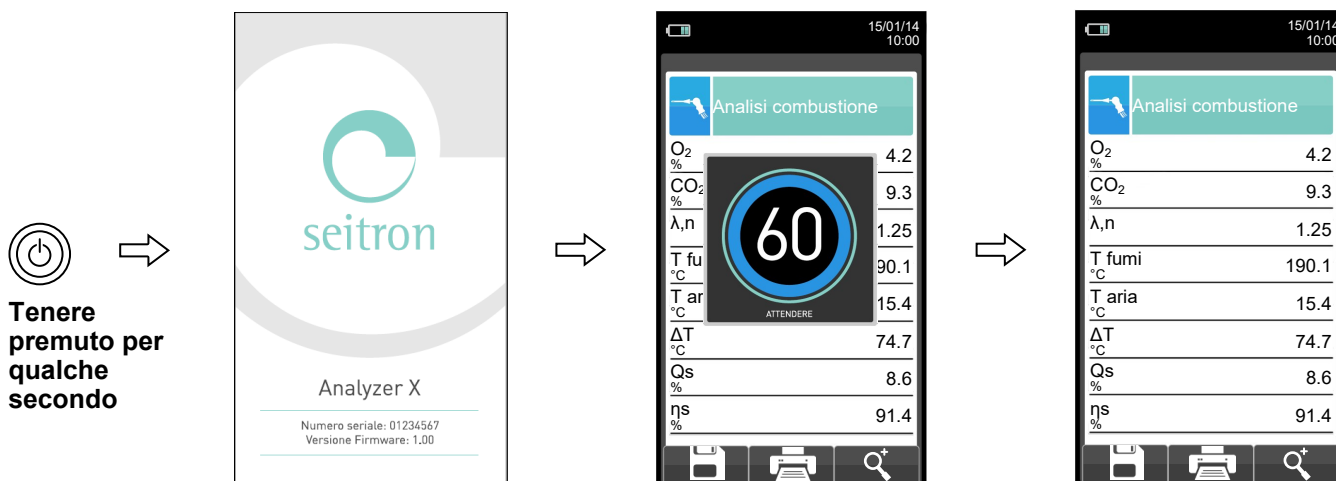 Tenere
premuto per
qualche
secondo
seitron
Analyzer X
Numero seriale: 01234567
Versione Firmware: 1.00
15/01/14
10:00
Analisi combustione
O₂ 4.2
%
CO₂ 9.3
%
λ,n 1.25
T fu 90.1
°C
T ar 15.4
°C
ΔT 74.7
°C
Qs 8.6
%
ηs 91.4
%
60
ATTENDERE
15/01/14
10:00
Analisi combustione
O₂ 4.2
%
CO₂ 9.3
%
λ,n 1.25
T fumi 190.1
°C
T aria 15.4
°C
ΔT 74.7
°C
Qs 8.6
%
ηs 91.4
%